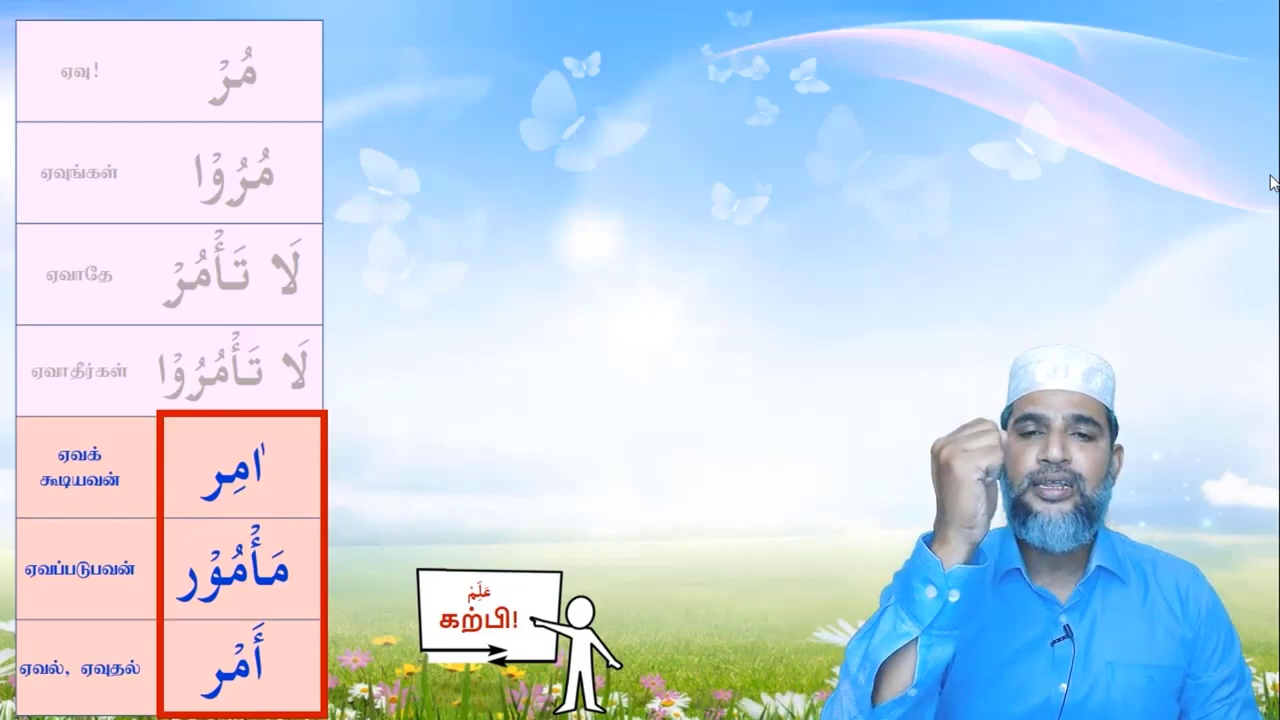 ஏவு! مُرْ
ஏவுங்கள் مُرُوْا
ஏவாதே لَا تَأْمُرْ
ஏவாதீர்கள் لَا تَأْمُرُوْا
ஏவக்
கூடியவன் اٰمِر
ஏவப்படுபவன் مَأْمُوْر
ஏவல், ஏவுதல் أَمْرْ
عَلِّمْ
கற்பி!